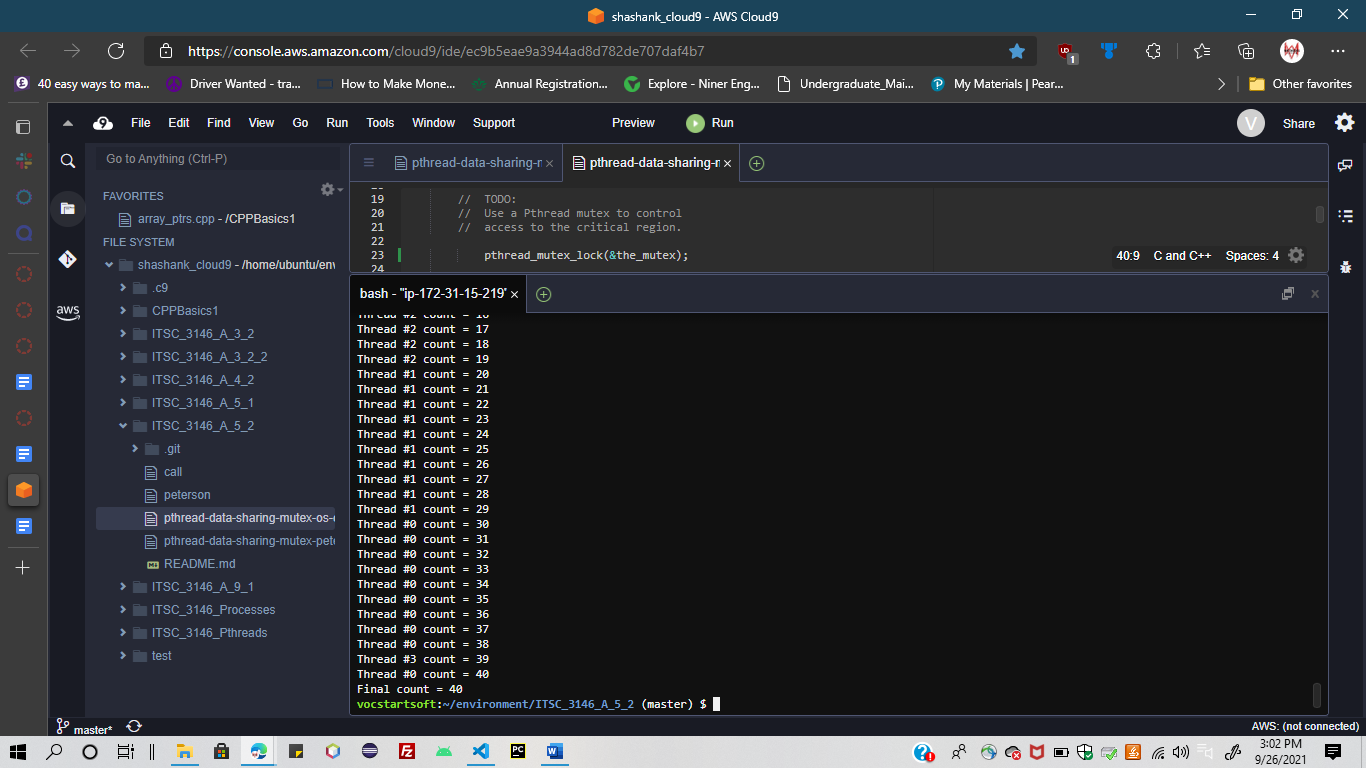 shashank_cloud9 - AWS Cloud9
https://console.aws.amazon.com/cloud9/ide/ec9b5eae9a3944ad8d782de707daf4b7
1
40 easy ways to ma...
Driver Wanted - tra...
How to Make Mone...
Annual Registration...
Explore - Niner Eng...
Undergraduate_Mai...
My Materials | Pear...
Other favorites
9 File Edit Find View Go Run Tools Window Support Preview Run V Share
Go to Anything (Ctrl-P)
pthread-data-sharing-r
pthread-data-sharing-r
FAVORITES
array_ptrs.cpp - /CPPBasics1
FILE SYSTEM
shashank_cloud9 - /home/ubuntu/env
.c9
CPPBasics1
ITSC_3146_A_3_2
ITSC_3146_A_3_2_2
ITSC_3146_A_4_2
ITSC_3146_A_5_1
ITSC_3146_A_5_2
.git
call
peterson
pthread-data-sharing-mutex-os-
pthread-data-sharing-mutex-pet
README.md
ITSC_3146_A_9_1
ITSC_3146_Processes
ITSC_3146_Pthreads
test
aws
19 // TODO:
20 // Use a Pthread mutex to control
21 // access to the critical region.
22
23 pthread_mutex_lock(&the_mutex);
24
40:9 C and C++ Spaces: 4
bash - "ip-172-31-15-219"
Thread #2 count = 16
Thread #2 count = 17
Thread #2 count = 18
Thread #2 count = 19
Thread #1 count = 20
Thread #1 count = 21
Thread #1 count = 22
Thread #1 count = 23
Thread #1 count = 24
Thread #1 count = 25
Thread #1 count = 26
Thread #1 count = 27
Thread #1 count = 28
Thread #1 count = 29
Thread #0 count = 30
Thread #0 count = 31
Thread #0 count = 32
Thread #0 count = 33
Thread #0 count = 34
Thread #0 count = 35
Thread #0 count = 36
Thread #0 count = 37
Thread #0 count = 38
Thread #3 count = 39
Thread #0 count = 40
Final count = 40
vocstartsoft:~/environment/ITSC_3146_A_5_2 (master) $
master*
AWS: (not connected)
3:02 PM
9/26/2021